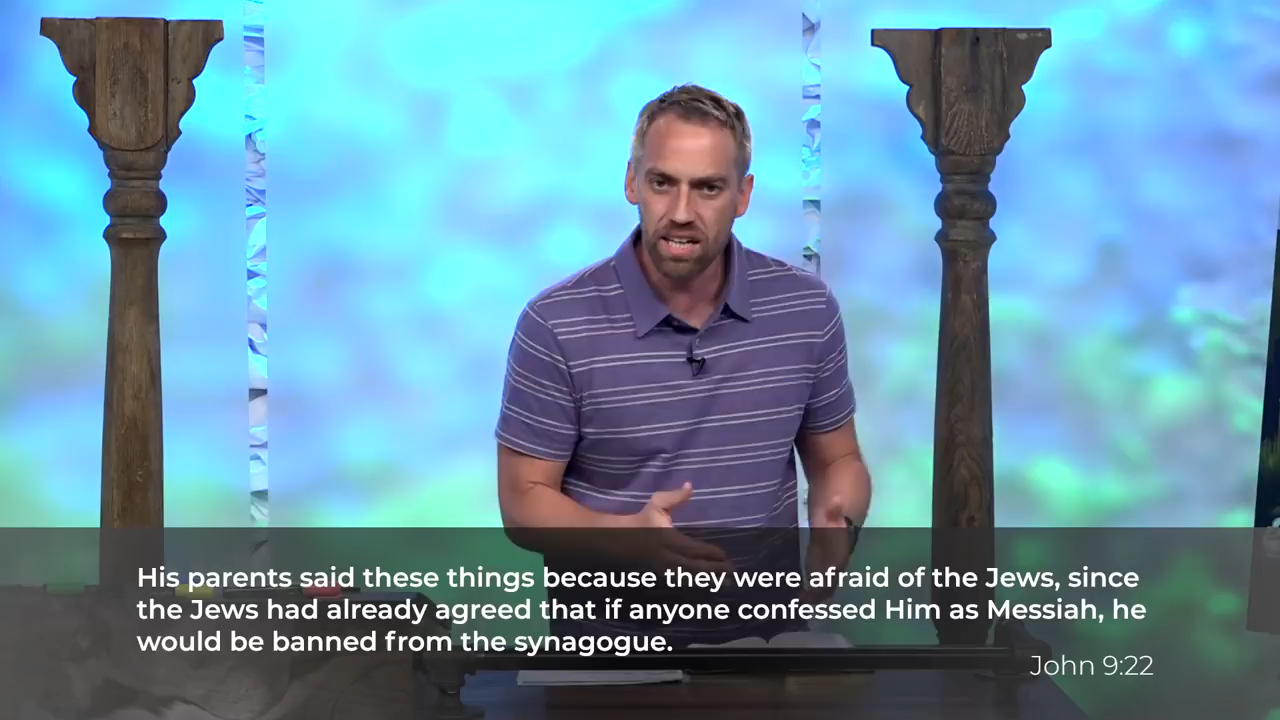 His parents said these things because they were afraid of the Jews, since
the Jews had already agreed that if anyone confessed Him as Messiah, he
would be banned from the synagogue.
John 9:22